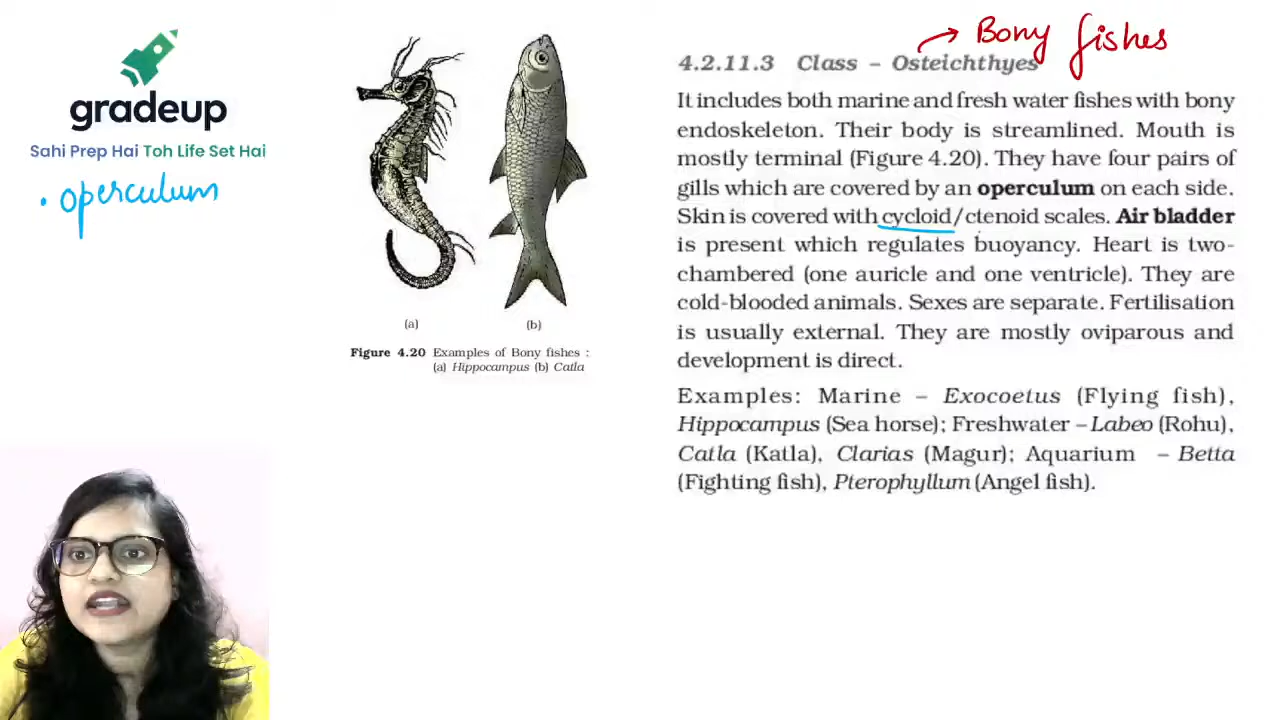 gradeup
Sahi Prep Hai Toh Life Set Hai
• operculum
(a)
(b)
Figure 4.20 Examples of Bony fishes :
(a) Hippocampus (b) Catla
Bony fishes
4.2.11.3 Class – Osteichthyes
It includes both marine and fresh water fishes with bony
endoskeleton. Their body is streamlined. Mouth is
mostly terminal (Figure 4.20). They have four pairs of
gills which are covered by an operculum on each side.
Skin is covered with cycloid/ctenoid scales. Air bladder
is present which regulates buoyancy. Heart is two-
chambered (one auricle and one ventricle). They are
cold-blooded animals. Sexes are separate. Fertilisation
is usually external. They are mostly oviparous and
development is direct.
Examples: Marine – Exocoetus (Flying fish),
Hippocampus (Sea horse); Freshwater – Labeo (Rohu),
Catla (Katla), Clarias (Magur); Aquarium – Betta
(Fighting fish), Pterophyllum (Angel fish).